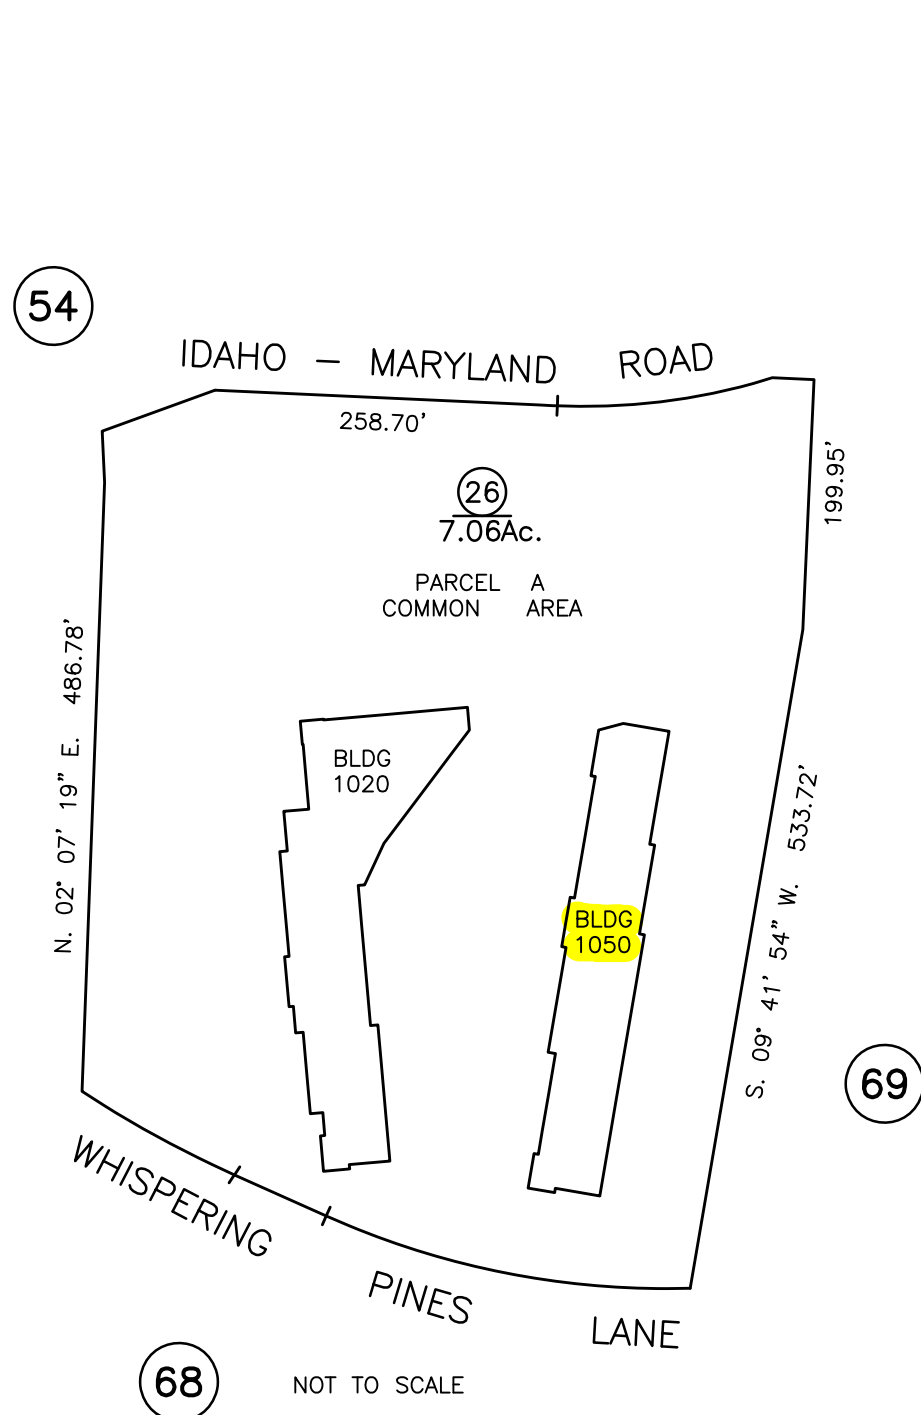 54
IDAHO – MARYLAND ROAD
258.70’
199.95’
26
7.06Ac.
PARCEL A
COMMON AREA
N. 02° 07’ 19” E. 486.78’
BLDG
1020
BLDG
1050
S. 09° 41’ 54” W. 533.72’
69
WHISPERING PINES LANE
68
NOT TO SCALE